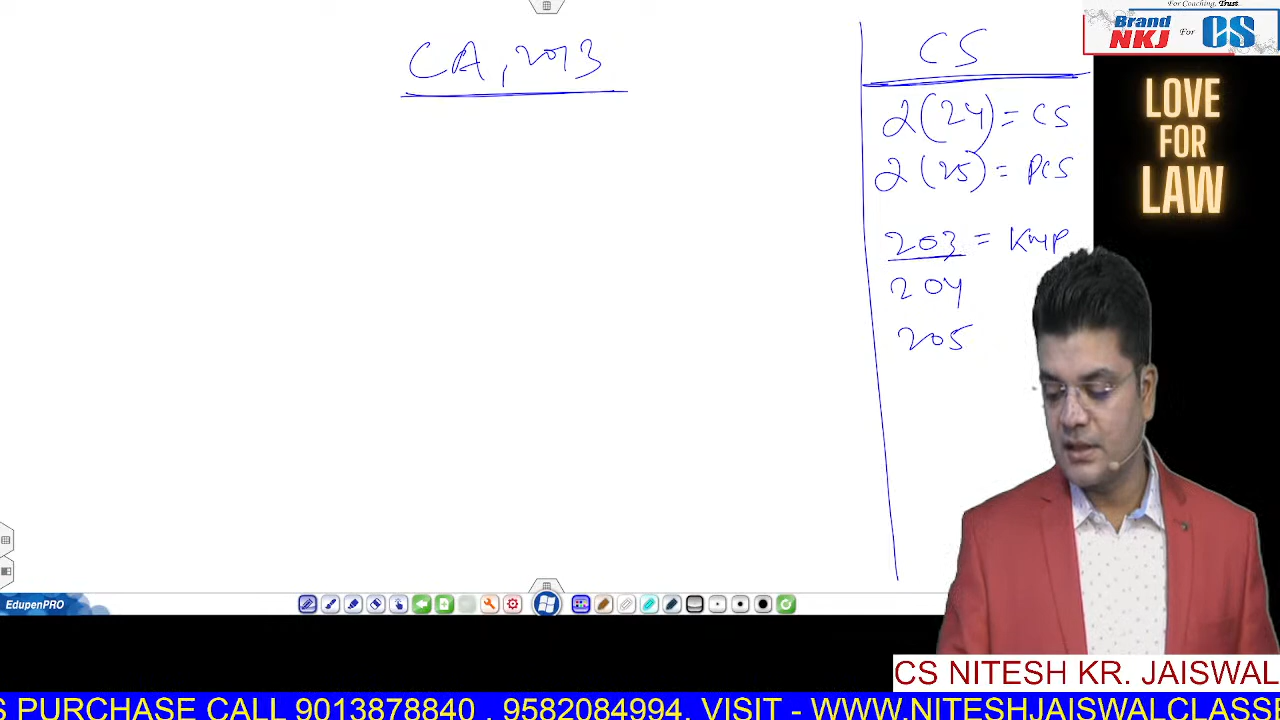 CA, 2013
CS
2(24) = CS
2(25) = PCS
203 = KMP
204
205
For Coaching, Trust
Brand
NKJ
For
CS
LOVE
FOR
LAW
EdupenPRO
CS NITESH KR. JAISWAL
S PURCHASE CALL 9013878840 , 9582084994, VISIT - WWW.NITESHJAISWALCLASSE